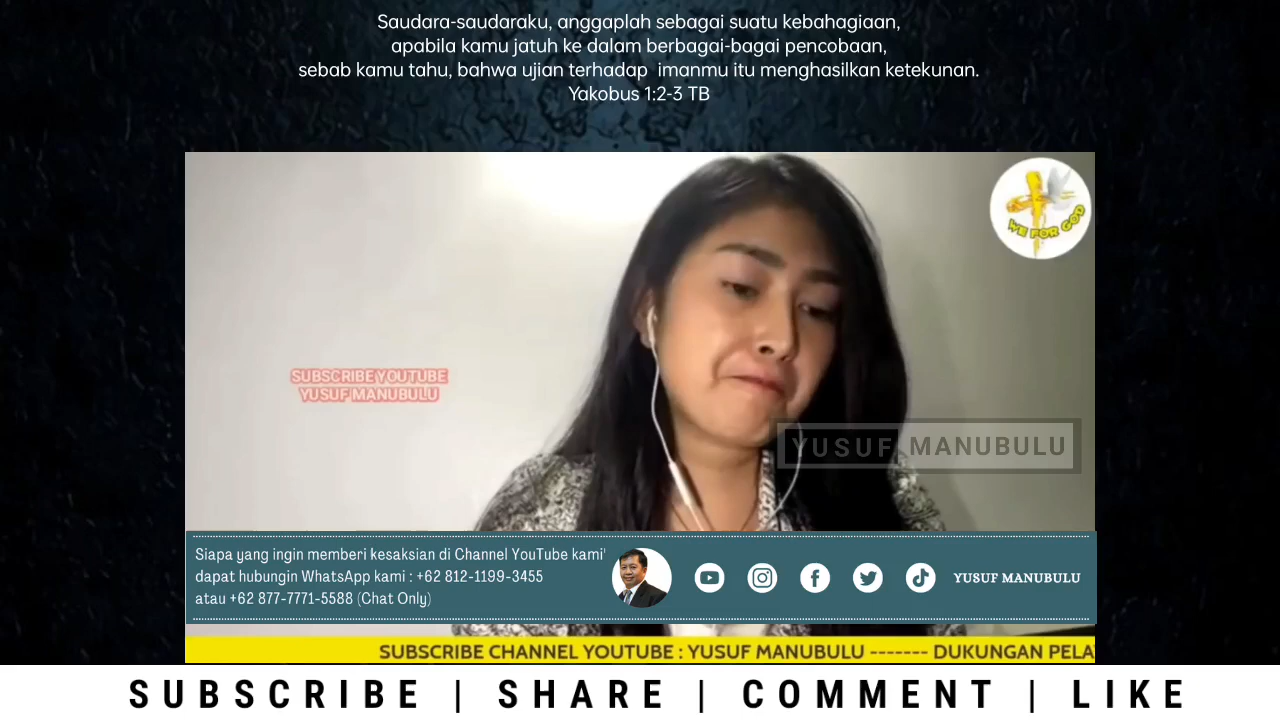 Saudara-saudaraku, anggaplah sebagai suatu kebahagiaan,
apabila kamu jatuh ke dalam berbagai-bagai pencobaan,
sebab kamu tahu, bahwa ujian terhadap imanmu itu menghasilkan ketekunan.
Yakobus 1:2-3 TB
WE FOR GOD
SUBSCRIBE YOUTUBE
YUSUF MANUBULU
YUSUF MANUBULU
Siapa yang ingin memberi kesaksian di Channel YouTube kami'
dapat hubungin WhatsApp kami : +62 812-1199-3455
atau +62 877-7771-5588 (Chat Only)
YUSUF MANUBULU
SUBSCRIBE CHANNEL YOUTUBE : YUSUF MANUBULU ------- DUKUNGAN PELA
SUBSCRIBE | SHARE | COMMENT | LIKE